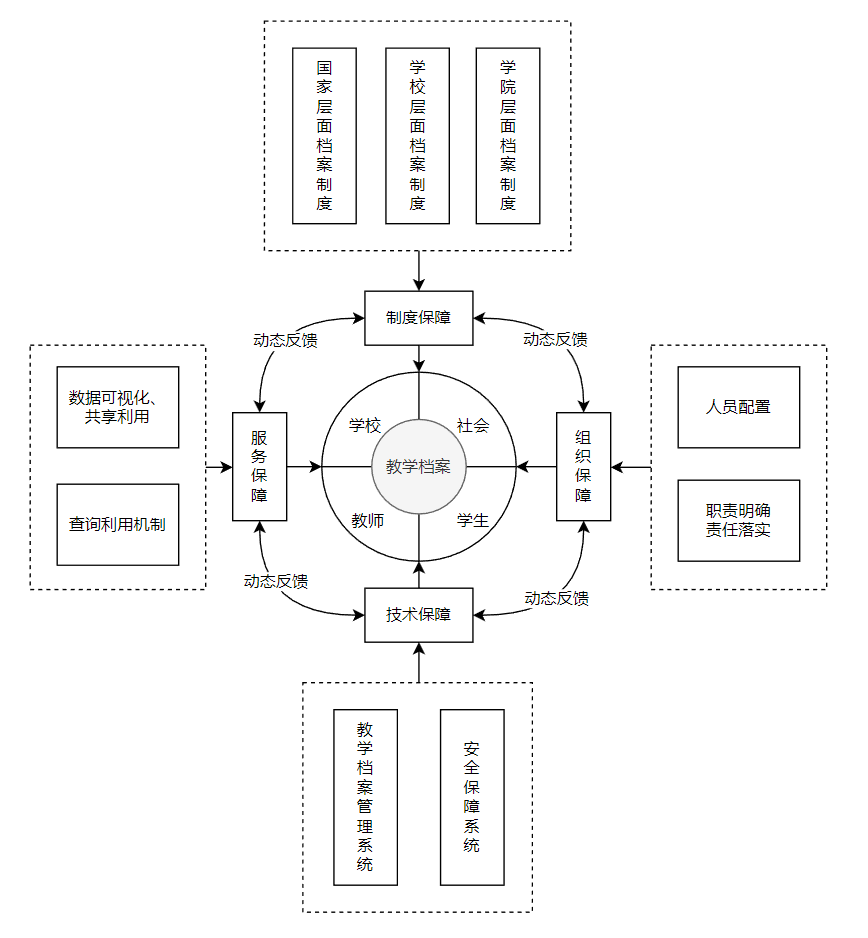 国家层面档案制度
学校层面档案制度
学院层面档案制度
制度保障
动态反馈
动态反馈
数据可视化、
共享利用
查询利用机制
服务保障
学校
社会
教学档案
教师
学生
组织保障
人员配置
职责明确
责任落实
动态反馈
动态反馈
技术保障
教学档案管理系统
安全保障系统